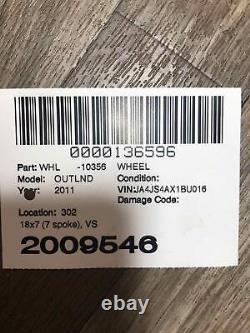 0000136596
Part: WHL -10356 WHEEL
Model: OUTLND Condition:
Year: 2011 VIN:JA4JS4AX1BU016
Damage Code:
Location: 302
18x7 (7 spoke), VS
2009546